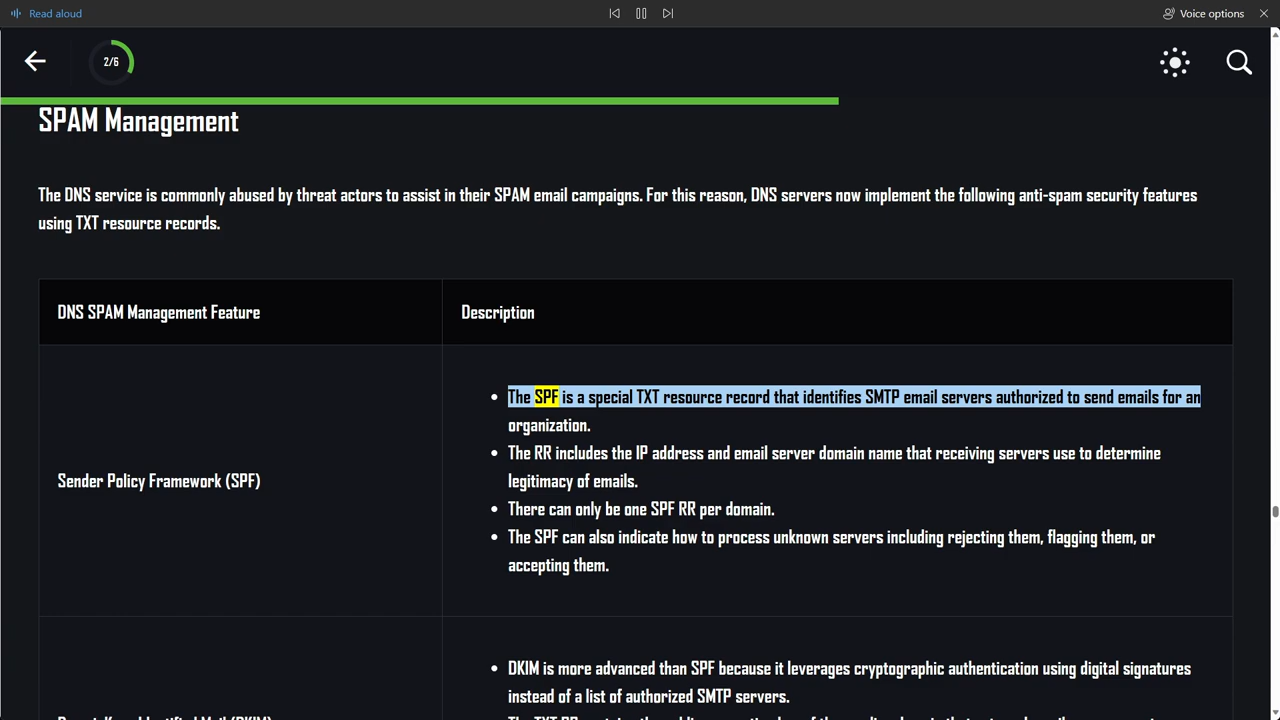 Read aloud
Voice options
2/6
SPAM Management
The DNS service is commonly abused by threat actors to assist in their SPAM email campaigns. For this reason, DNS servers now implement the following anti-spam security features
using TXT resource records.
DNS SPAM Management Feature
Description
Sender Policy Framework (SPF)
The SPF is a special TXT resource record that identifies SMTP email servers authorized to send emails for an
organization.
The RR includes the IP address and email server domain name that receiving servers use to determine
legitimacy of emails.
There can only be one SPF RR per domain.
The SPF can also indicate how to process unknown servers including rejecting them, flagging them, or
accepting them.
DKIM is more advanced than SPF because it leverages cryptographic authentication using digital signatures
instead of a list of authorized SMTP servers.